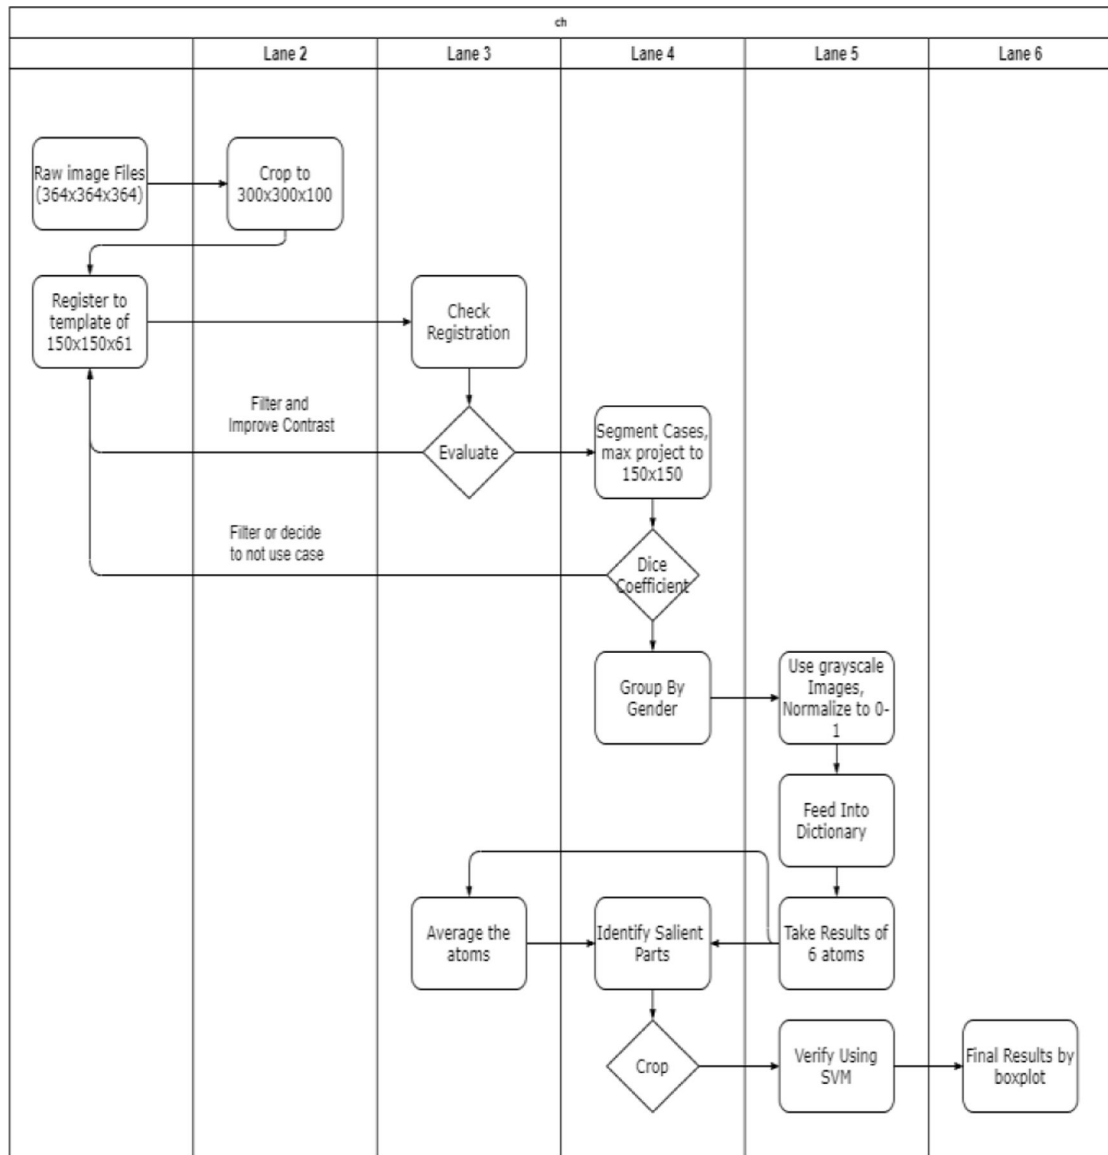 ch
Lane 2
Lane 3
Lane 4
Lane 5
Lane 6
Raw image Files
(364x364x364)
Crop to
300x300x100
Register to
template of
150x150x61
Check
Registration
Filter and
Improve Contrast
Evaluate
Segment Cases,
max project to
150x150
Filter or decide
to not use case
Dice
Coefficient
Group By
Gender
Use grayscale
Images,
Normalize to 0-
1
Feed Into
Dictionary
Average the
atoms
Identify Salient
Parts
Take Results of
6 atoms
Crop
Verify Using
SVM
Final Results by
boxplot